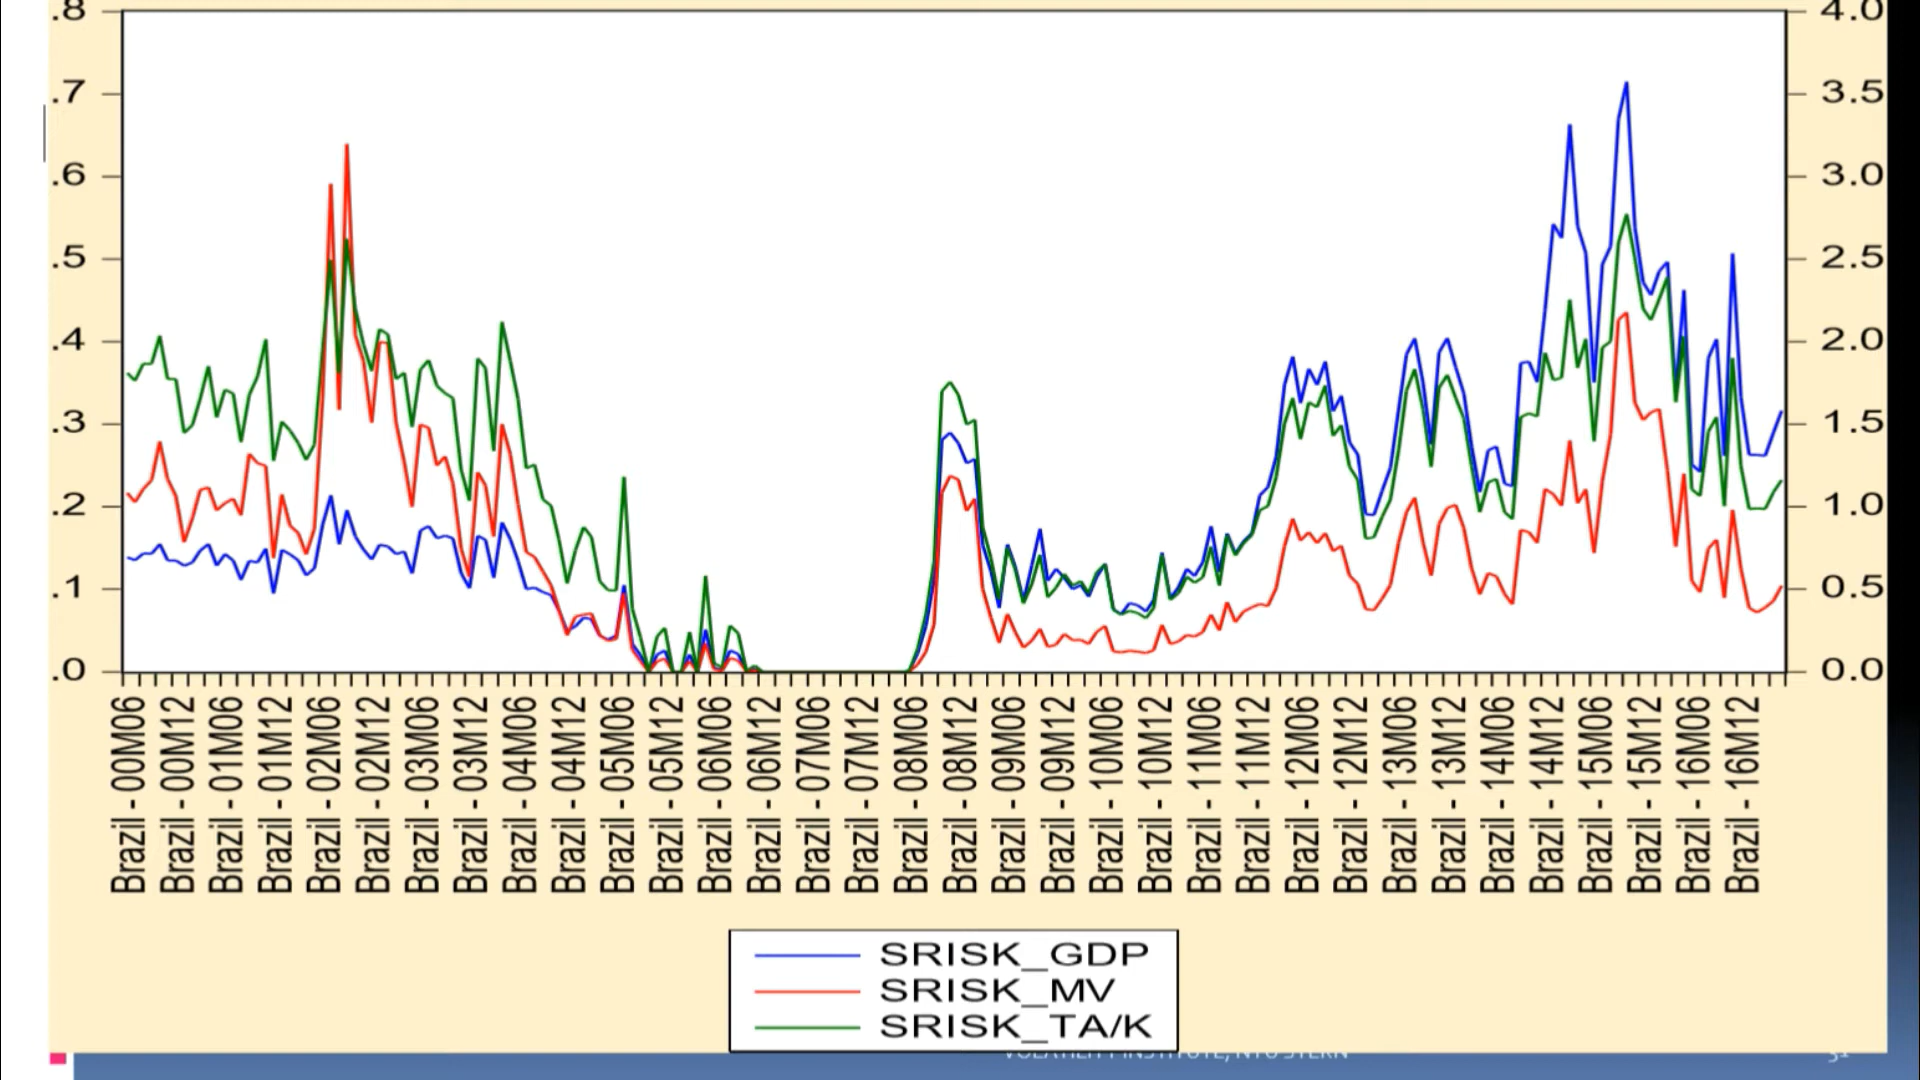 .8
.7
.6
.5
.4
.3
.2
.1
.0
4.0
3.5
3.0
2.5
2.0
1.5
1.0
0.5
0.0
Brazil - 00M06
Brazil - 00M12
Brazil - 01M06
Brazil - 01M12
Brazil - 02M06
Brazil - 02M12
Brazil - 03M06
Brazil - 03M12
Brazil - 04M06
Brazil - 04M12
Brazil - 05M06
Brazil - 05M12
Brazil - 06M06
Brazil - 06M12
Brazil - 07M06
Brazil - 07M12
Brazil - 08M06
Brazil - 08M12
Brazil - 09M06
Brazil - 09M12
Brazil - 10M06
Brazil - 10M12
Brazil - 11M06
Brazil - 11M12
Brazil - 12M06
Brazil - 12M12
Brazil - 13M06
Brazil - 13M12
Brazil - 14M06
Brazil - 14M12
Brazil - 15M06
Brazil - 15M12
Brazil - 16M06
Brazil - 16M12
SRISK_GDP
SRISK_MV
SRISK_TA/K
VOLATILITY INSTITUTE, NYU STERN